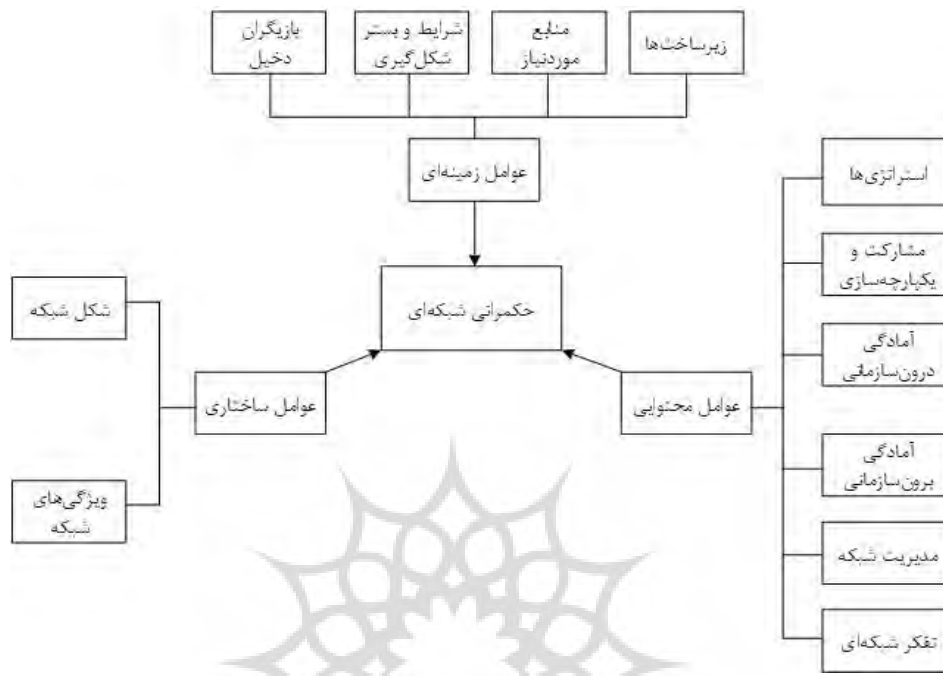 زیرساخت‌ها
منابع
موردنیاز
شرایط و بستر
شکل‌گیری
بازیگران
دخیل
عوامل زمینه‌ای
حکمرانی شبکه‌ای
استراتژی‌ها
مشارکت و
یکپارچه‌سازی
آمادگی
درون‌سازمانی
عوامل محتوایی
آمادگی
برون‌سازمانی
مدیریت شبکه
تفکر شبکه‌ای
عوامل ساختاری
شکل شبکه
ویژگی‌های
شبکه